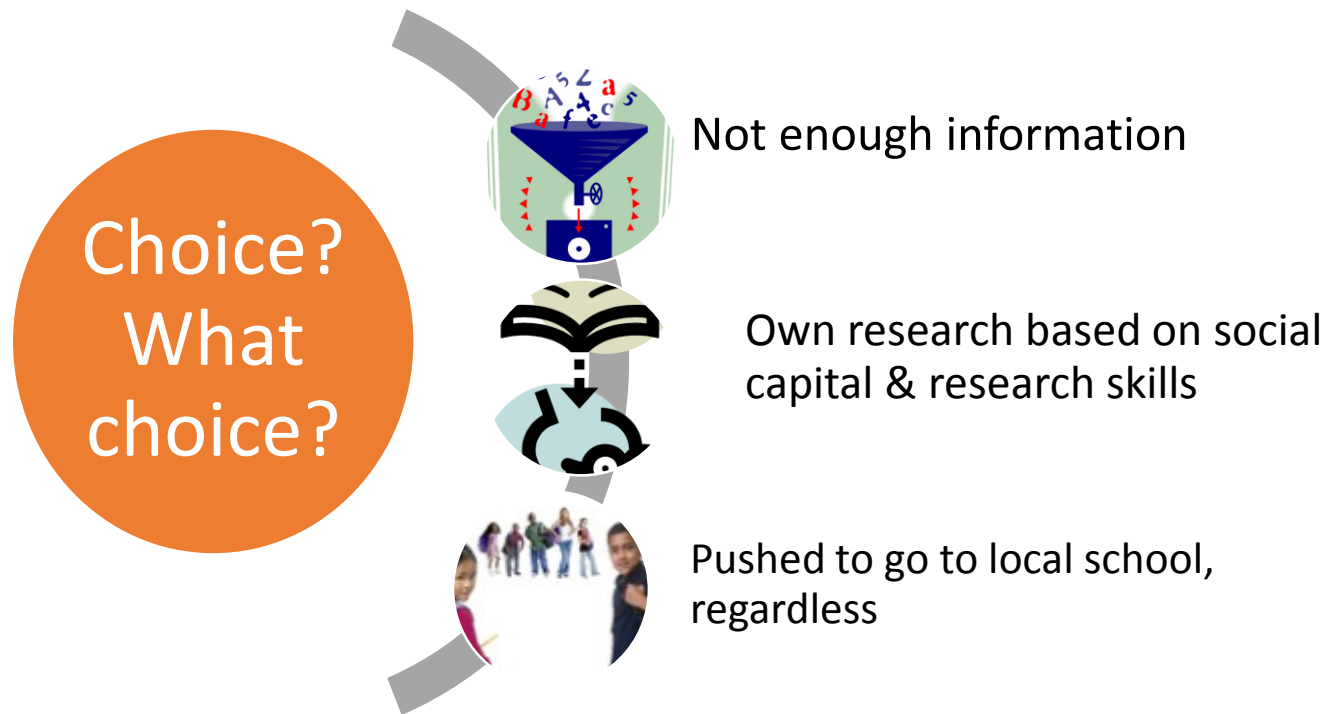 Choice?
What
choice?
Not enough information
Own research based on social
capital & research skills
Pushed to go to local school,
regardless